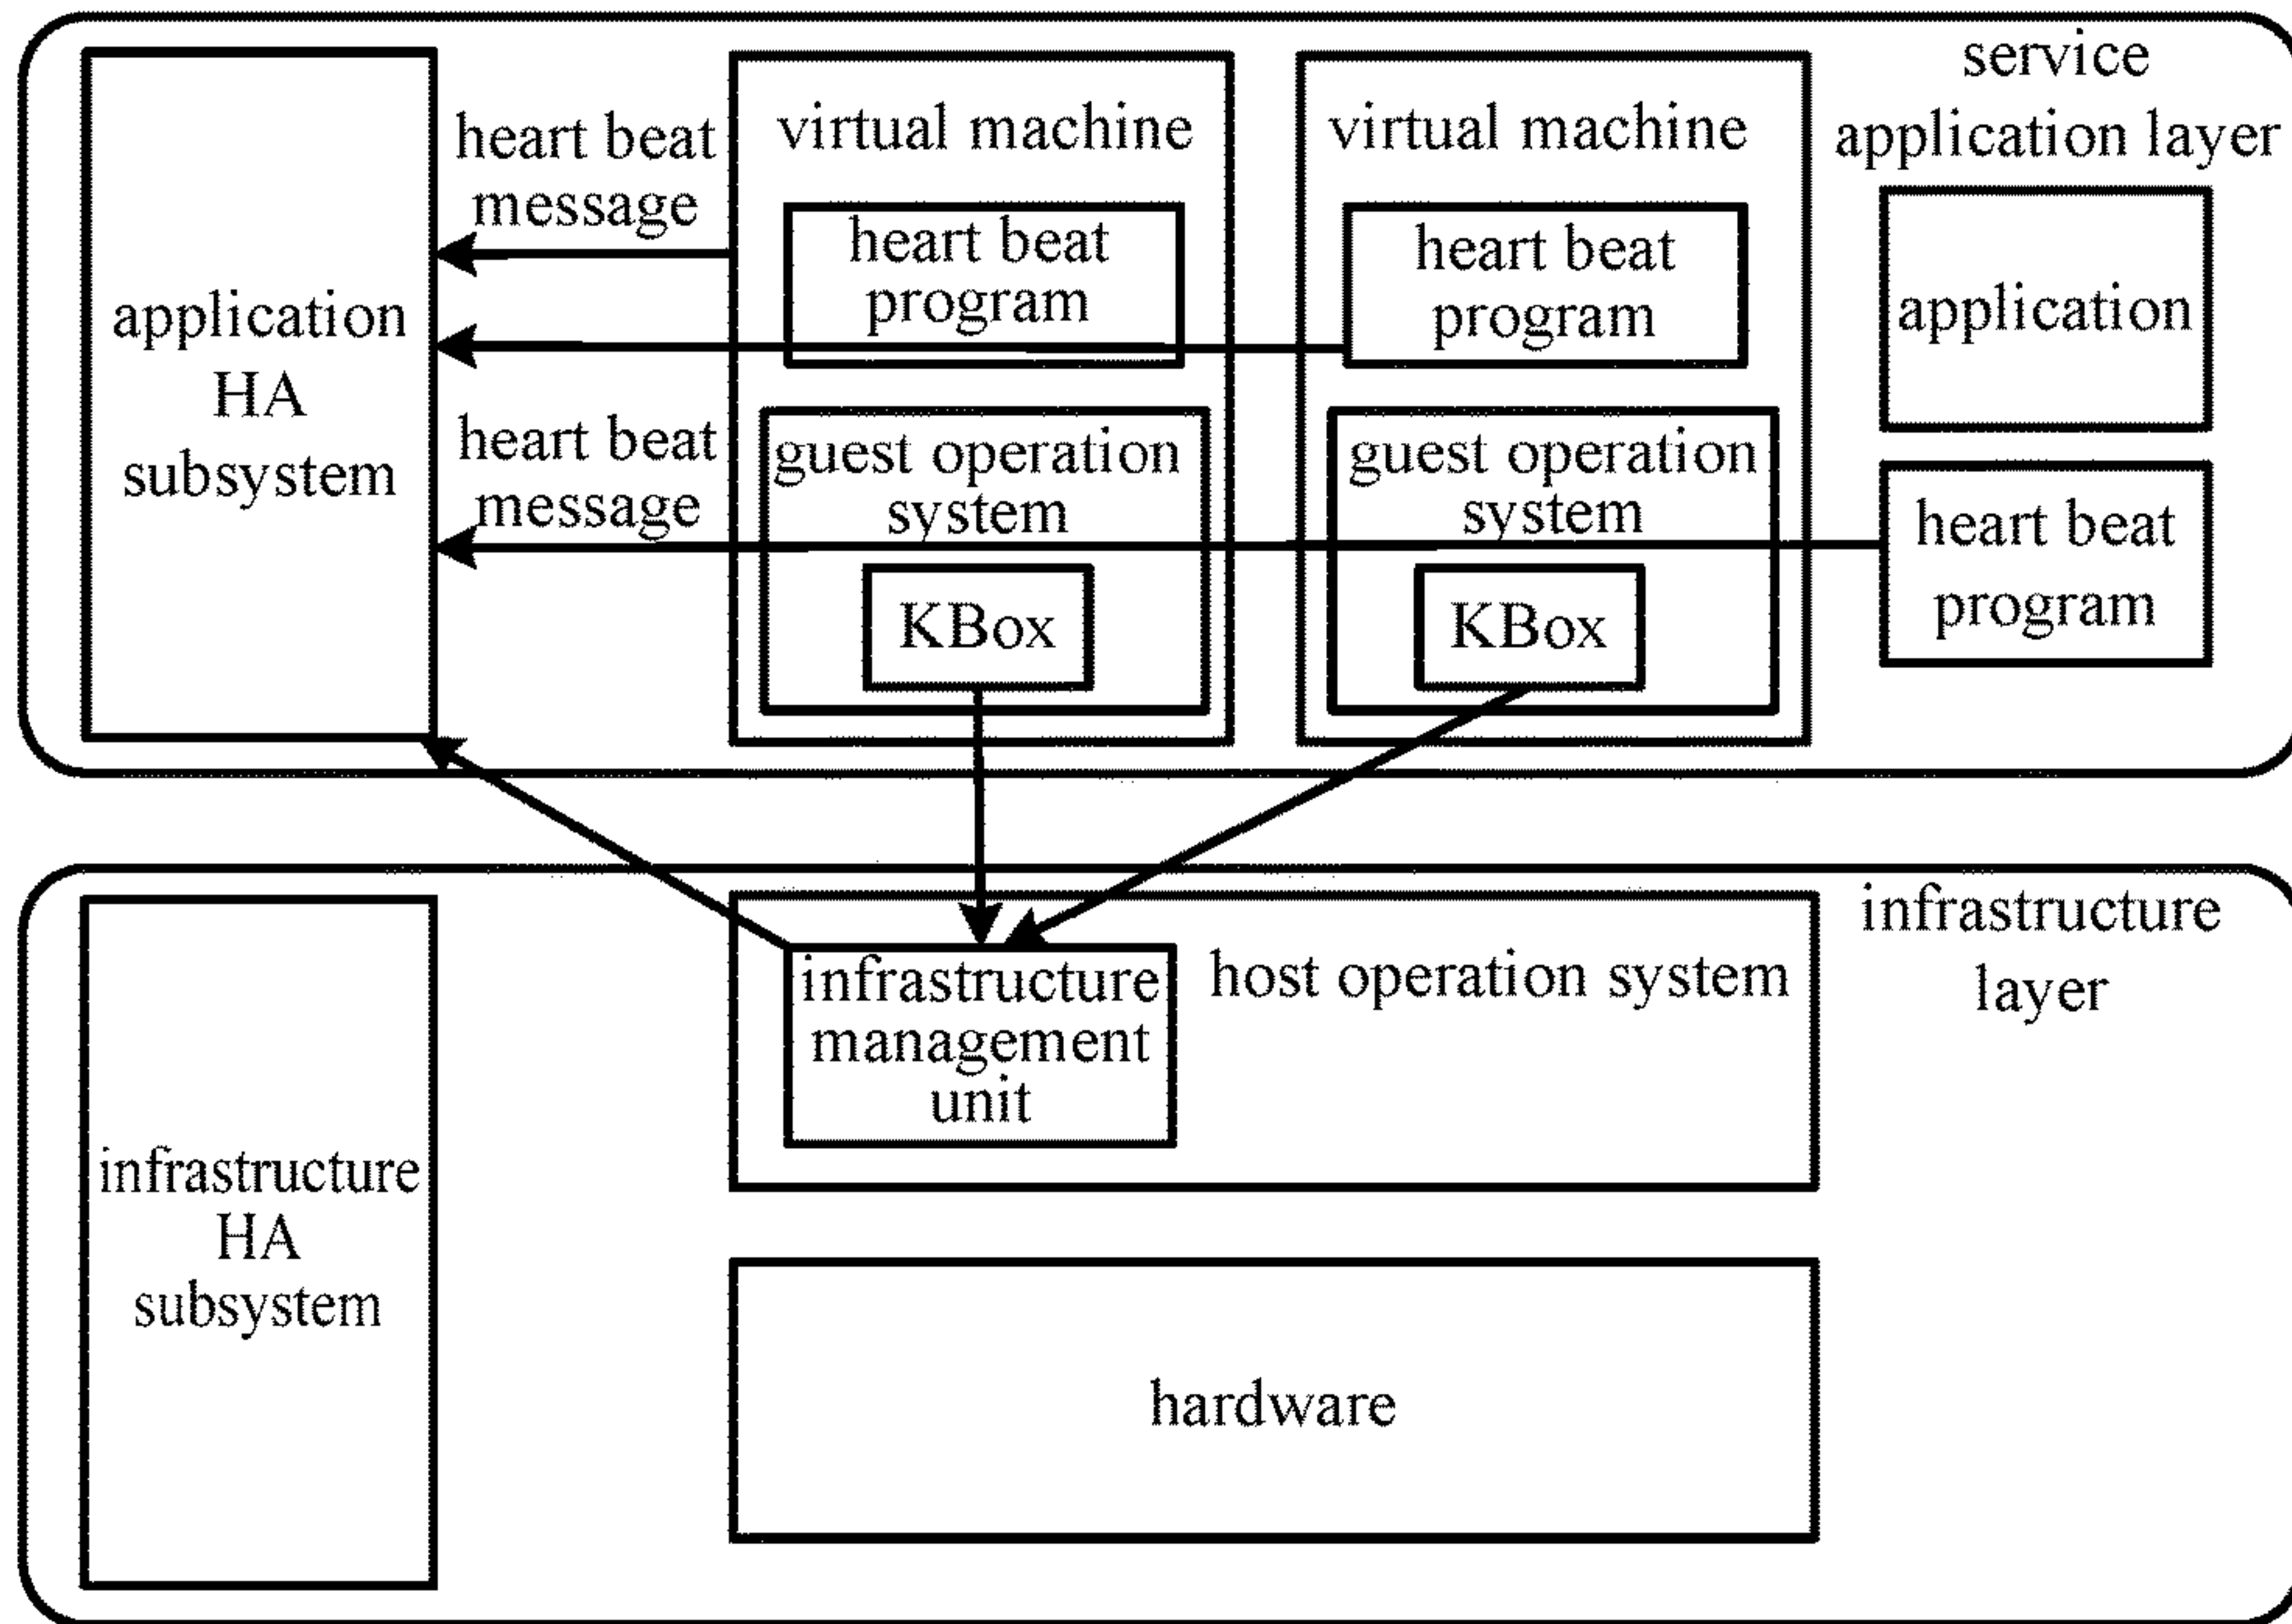 service
application layer
application
HA
subsystem
heart beat
message
heart beat
message
virtual machine
heart beat
program
guest operation
system
KBox
virtual machine
heart beat
program
guest operation
system
KBox
application
heart beat
program
infrastructure
layer
infrastructure
HA
subsystem
infrastructure
management
unit
host operation system
hardware